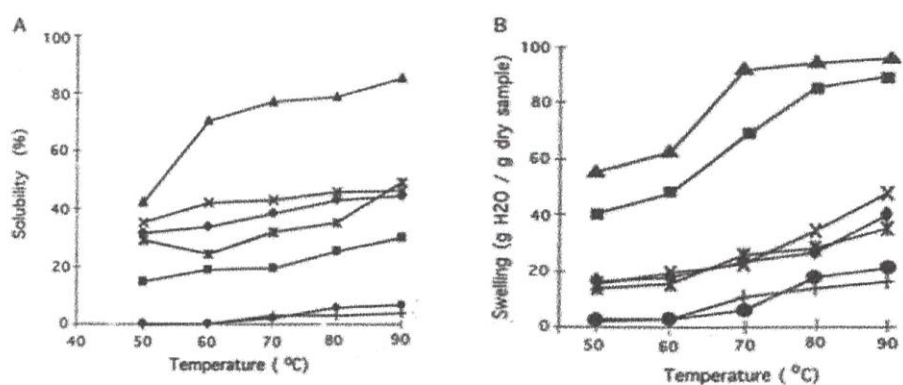 A
100
80
60
40
20
0
Solubility (%)
40 50 60 70 80 90
Temperature ( °C)
B
100
80
60
40
20
0
Swelling (g H2O / g dry sample)
50 60 70 80 90
Temperature ( °C)